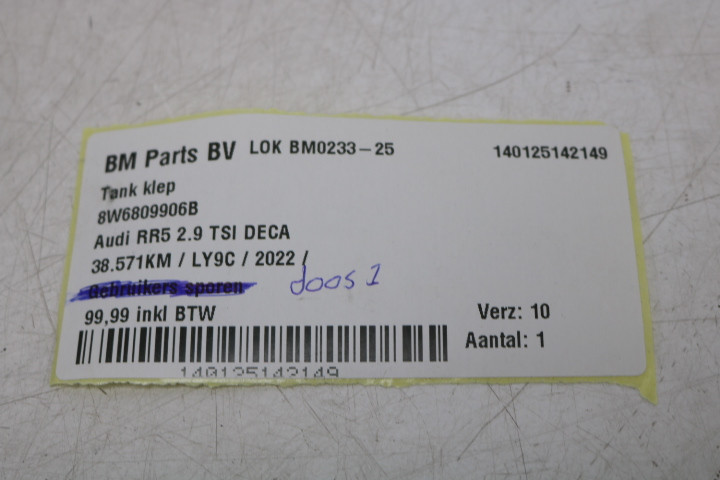 BM Parts BV LOK BM0233-25 140125142149
Tank klep
8W6809906B
Audi RR5 2.9 TSI DECA
38.571KM / LY9C / 2022 /
Gebruikers sporen doos 1
99,99 inkl BTW Verz: 10
Aantal: 1
140125142149